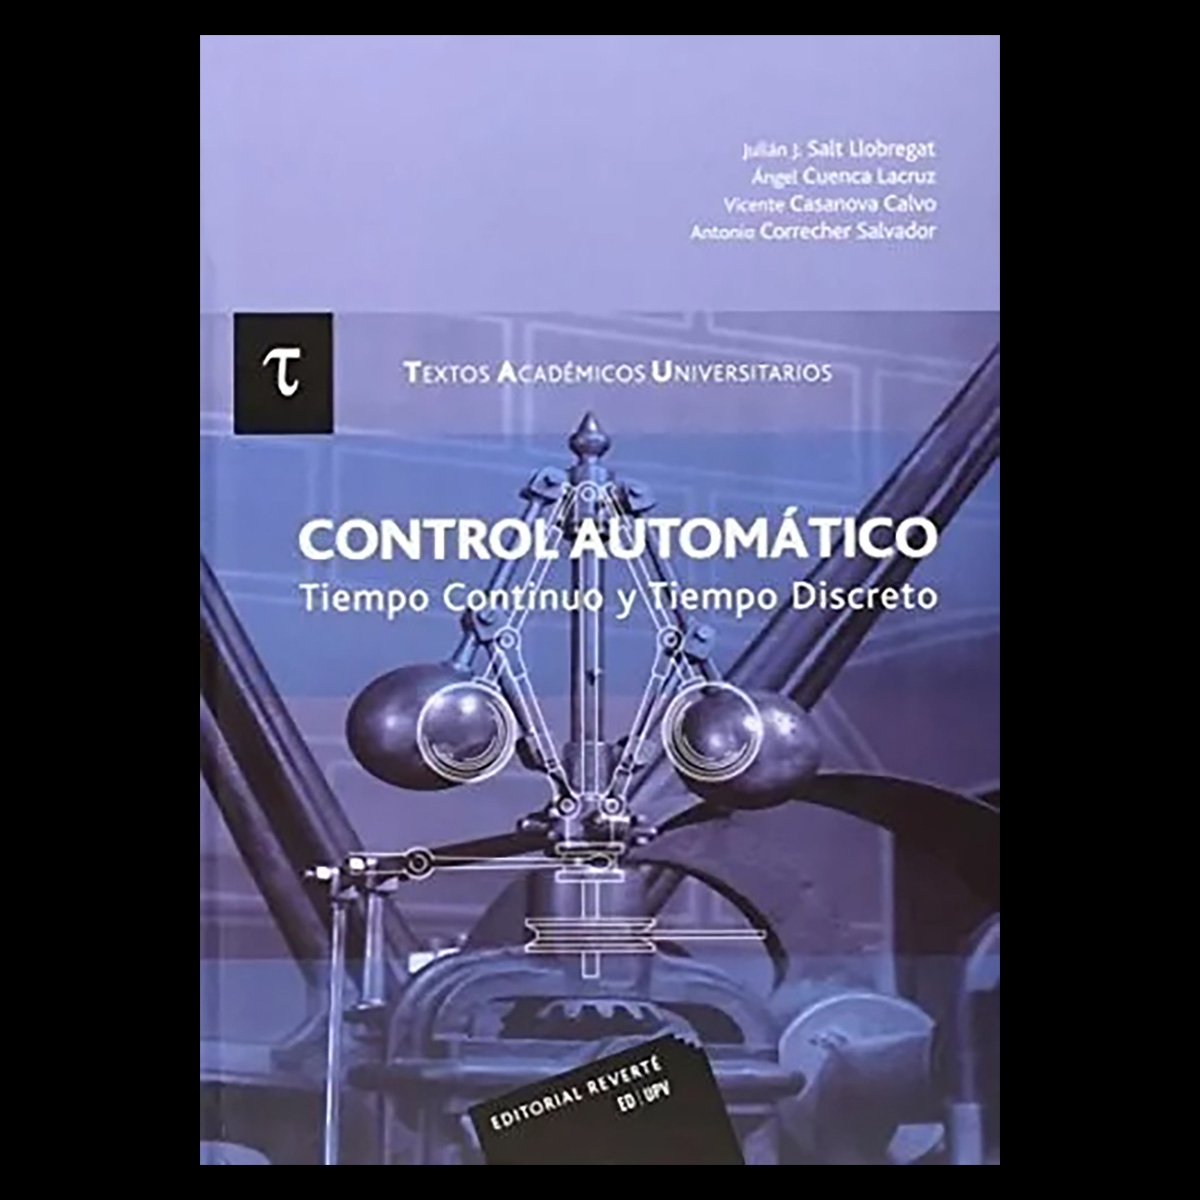 Julián J. Salt Llobregat
Ángel Cuenca Lacruz
Vicente Casanova Calvo
Antonio Correcher Salvador
τ
TEXTOS ACADÉMICOS UNIVERSITARIOS
CONTROL AUTOMÁTICO
Tiempo Continuo y Tiempo Discreto
EDITORIAL REVERTÉ
ED | UPV